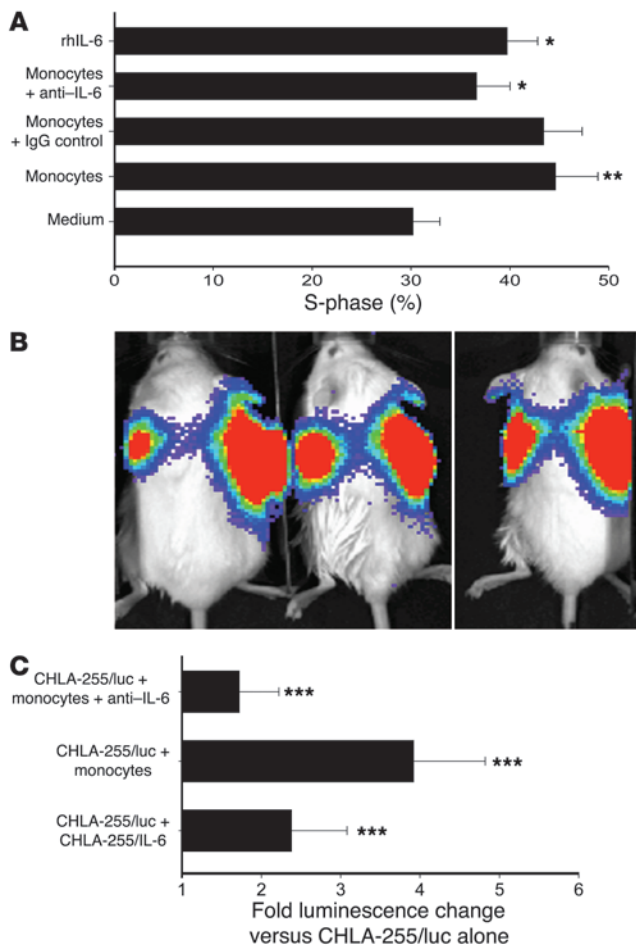 A
rhIL-6
*
Monocytes
+ anti–IL-6
*
Monocytes
+ IgG control
Monocytes
**
Medium
0 10 20 30 40 50
S-phase (%)
B
C
CHLA-255/luc +
monocytes + anti–IL-6
***
CHLA-255/luc +
monocytes
***
CHLA-255/luc +
CHLA-255/IL-6
***
1 2 3 4 5 6
Fold luminescence change
versus CHLA-255/luc alone